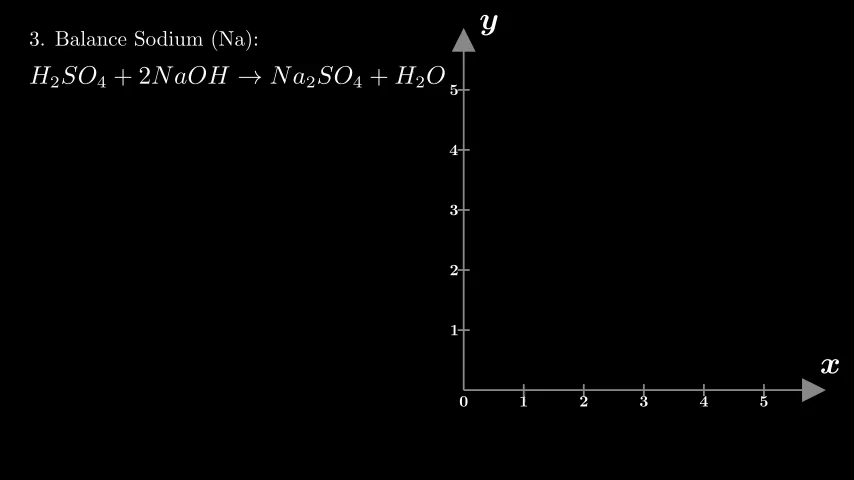 3. Balance Sodium (Na):
H₂SO₄ + 2NaOH → Na₂SO₄ + H₂O
y
5
4
3
2
1
x
0 1 2 3 4 5